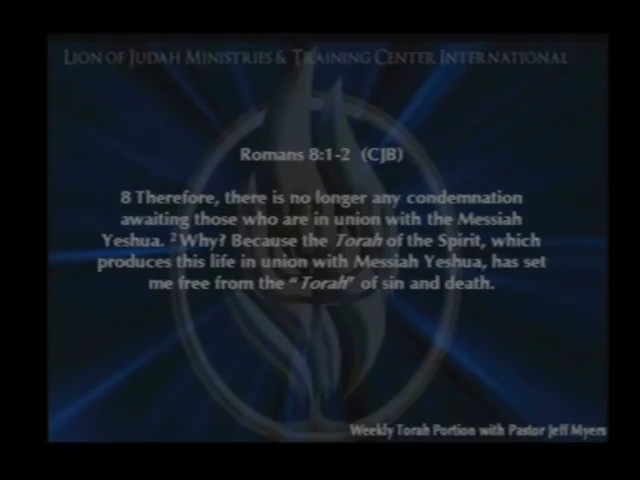 LION OF JUDAH MINISTRIES & TRAINING CENTER INTERNATIONAL
Romans 8:1-2 (CJB)
8 Therefore, there is no longer any condemnation
awaiting those who are in union with the Messiah
Yeshua. ² Why? Because the Torah of the Spirit, which
produces this life in union with Messiah Yeshua, has set
me free from the “Torah” of sin and death.
Weekly Torah Portion with Pastor Jeff Myers